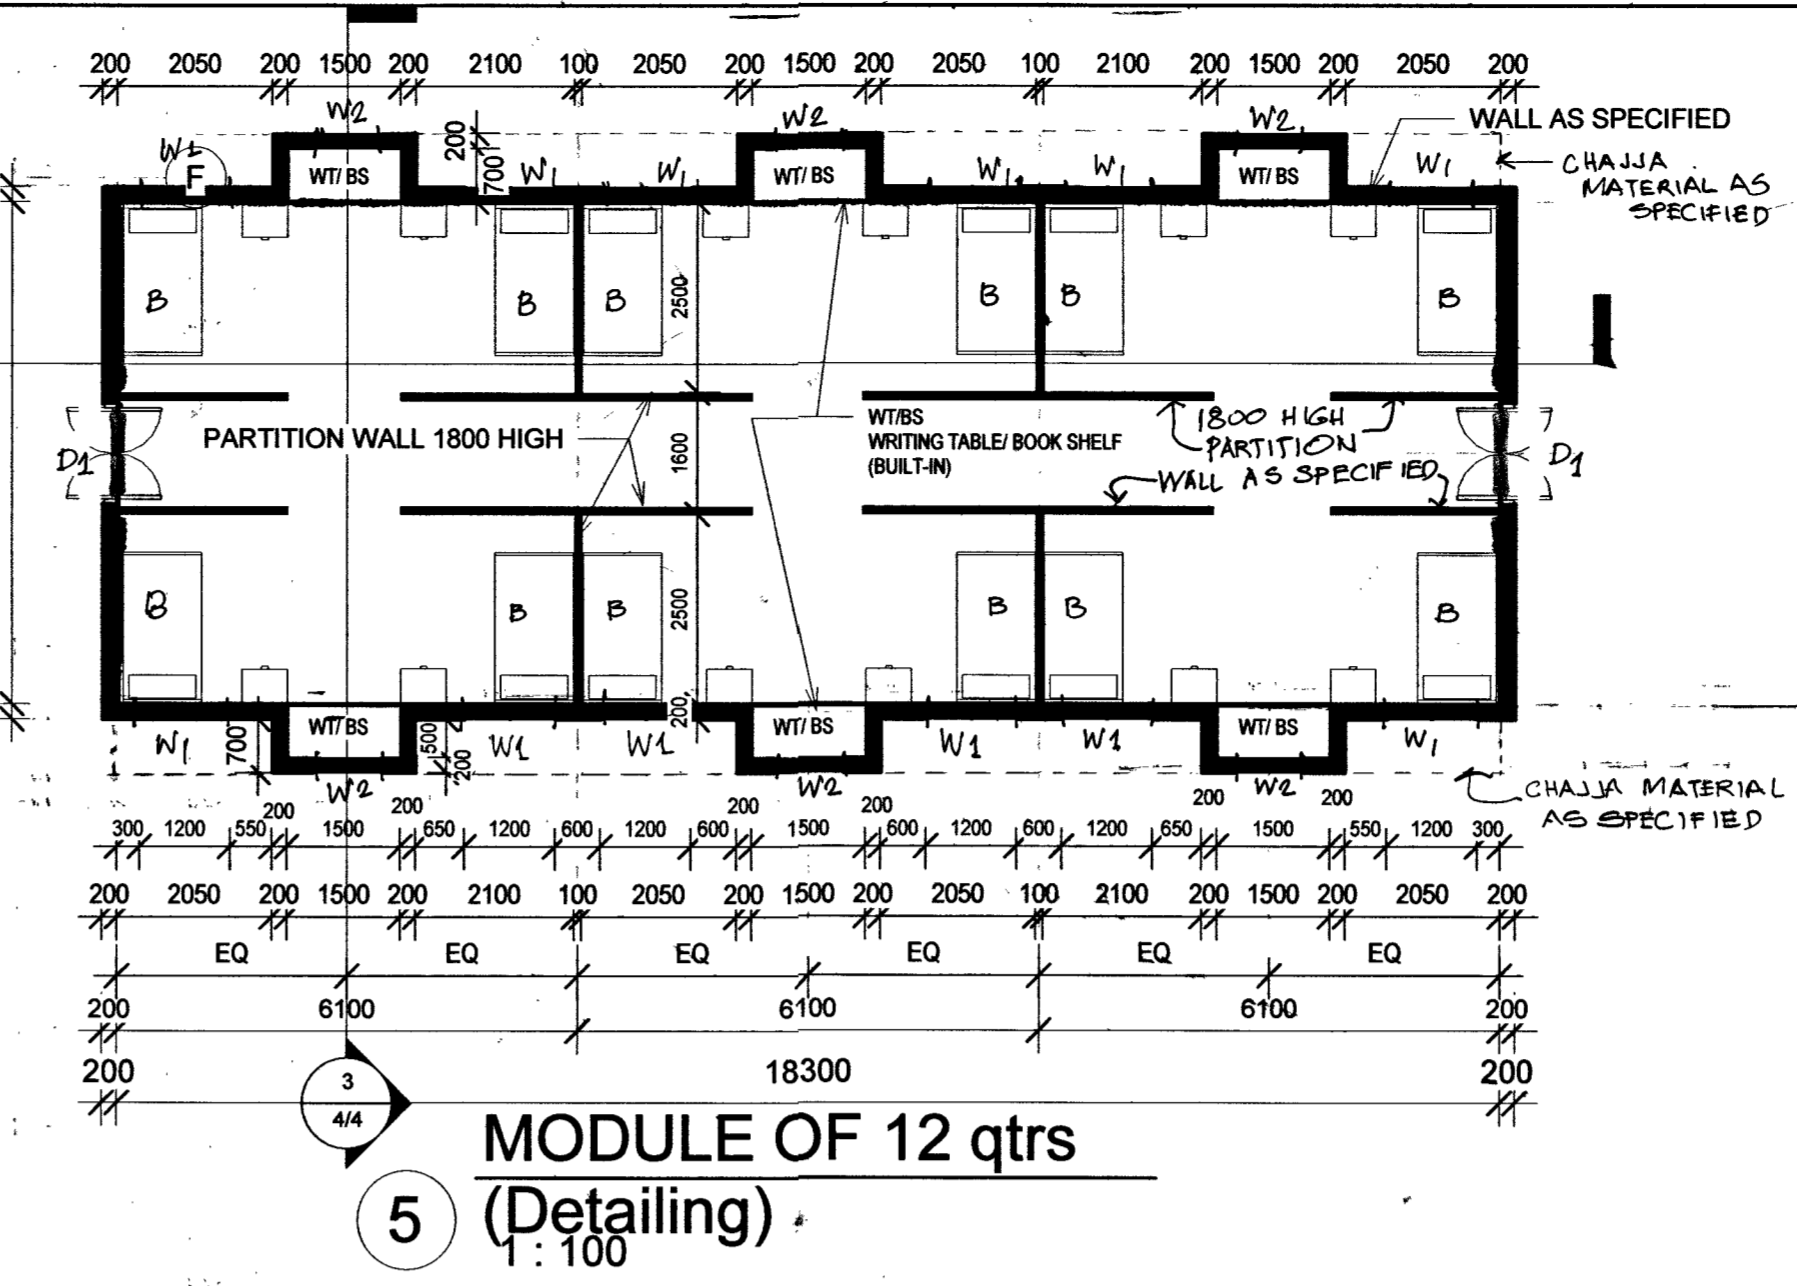 200 2050 200 1500 200 2100 100 2050 200 1500 200 2050 100 2100 200 1500 200 2050 200
W2 W2 W2
WALL AS SPECIFIED
W1 F WT/ BS 200 700 W1 W1 WT/ BS W1 W1 WT/ BS W1
CHAJJA
MATERIAL AS
SPECIFIED
B B B B B B
2500
PARTITION WALL 1800 HIGH
1600
WT/BS
WRITING TABLE/ BOOK SHELF
(BUILT-IN)
1800 HIGH
PARTITION
WALL AS SPECIFIED
D1 D1
B B B B B B
2500
200
WT/ BS WT/ BS WT/ BS
W1 700 500 200 W1 W1 W1 W1 W1
W2 W2 W2
CHAJJA MATERIAL
AS SPECIFIED
200 200 200 200 200 200
300 1200 550 1500 650 1200 600 1200 600 1500 600 1200 600 1200 650 1500 550 1200 300
200 2050 200 1500 200 2100 100 2050 200 1500 200 2050 100 2100 200 1500 200 2050 200
EQ EQ EQ EQ EQ EQ
200 6100 6100 6100 200
200 18300 200
3
4/4
MODULE OF 12 qtrs
5 (Detailing)
1 : 100